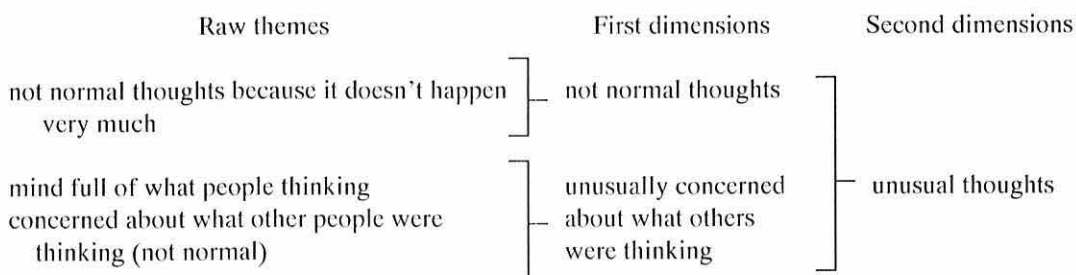 Raw themes First dimensions Second dimensions
not normal thoughts because it doesn't happen not normal thoughts
very much
mind full of what people thinking unusually concerned unusual thoughts
concerned about what other people were about what others
thinking (not normal) were thinking